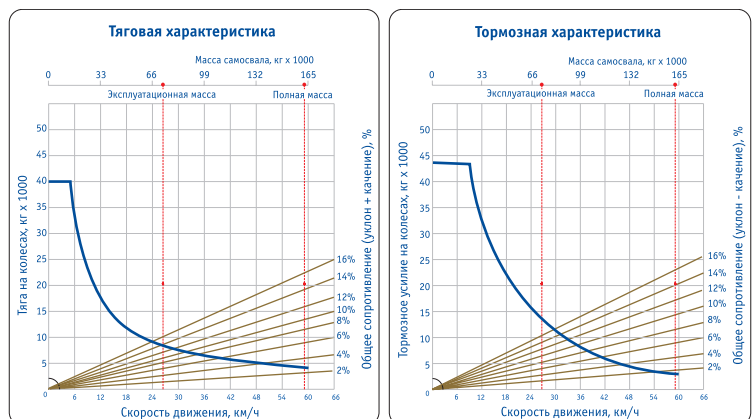 Тяговая характеристика
Масса самосвала, кг x 1000
0 33 66 99 132 165
Эксплуатационная масса Полная масса
Тяга на колесах, кг x 1000
50
45
40
35
30
25
20
15
10
5
0
16%
14%
12%
10%
8%
6%
4%
2%
Общее сопротивление (уклон + качение), %
6 12 18 24 30 36 42 48 54 60 66
Скорость движения, км/ч
Тормозная характеристика
Масса самосвала, кг x 1000
0 33 66 99 132 165
Эксплуатационная масса Полная масса
Тормозное усилие на колесах, кг x 1000
50
45
40
35
30
25
20
15
10
5
0
16%
14%
12%
10%
8%
6%
4%
2%
Общее сопротивление (уклон - качение), %
6 12 18 24 30 36 42 48 54 60 66
Скорость движения, км/ч